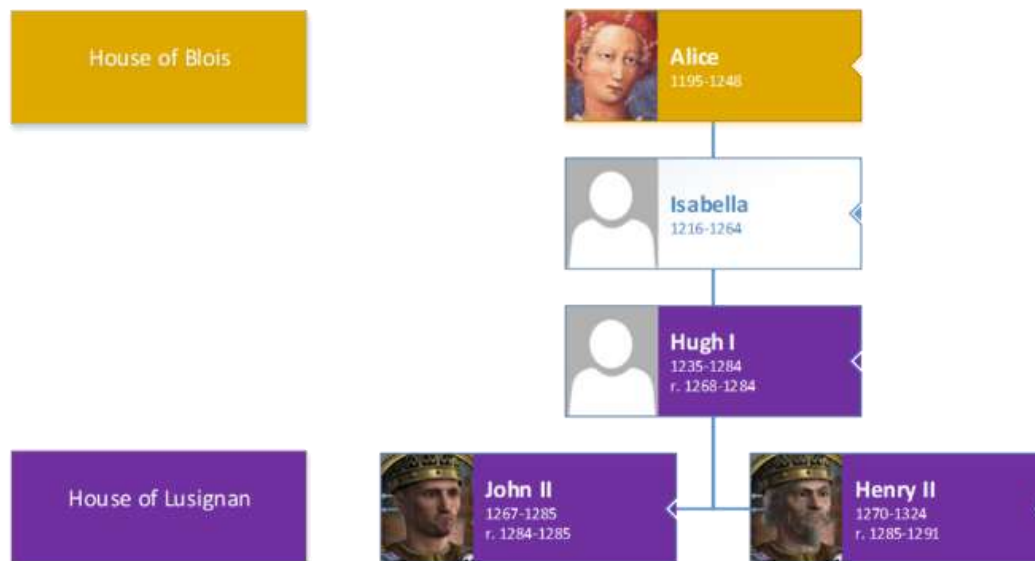 House of Blois
Alice
1195-1248
Isabella
1216-1264
Hugh I
1235-1284
r. 1268-1284
House of Lusignan
John II
1267-1285
r. 1284-1285
Henry II
1270-1324
r. 1285-1291